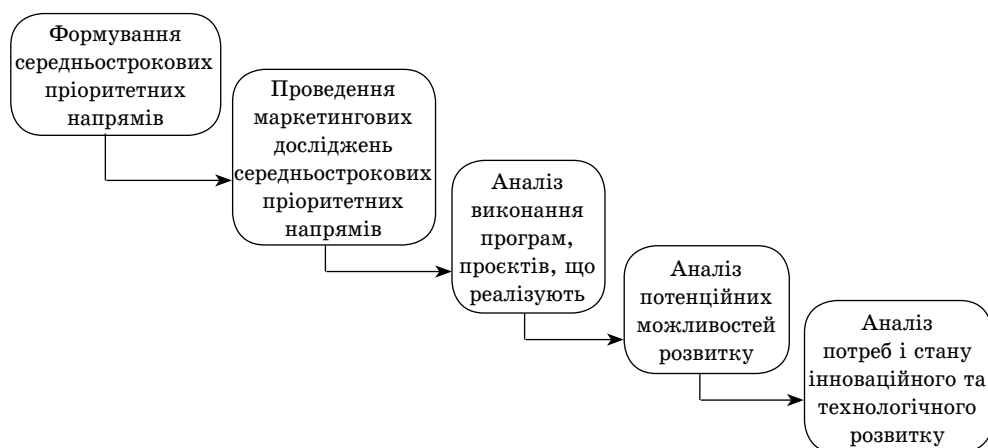 Формування
середньострокових
пріоритетних
напрямів
Проведення
маркетингових
досліджень
середньострокових
пріоритетних
напрямів
Аналіз
виконання
програм,
проєктів, що
реалізують
Аналіз
потенційних
можливостей
розвитку
Аналіз
потреб і стану
інноваційного та
технологічного
розвитку